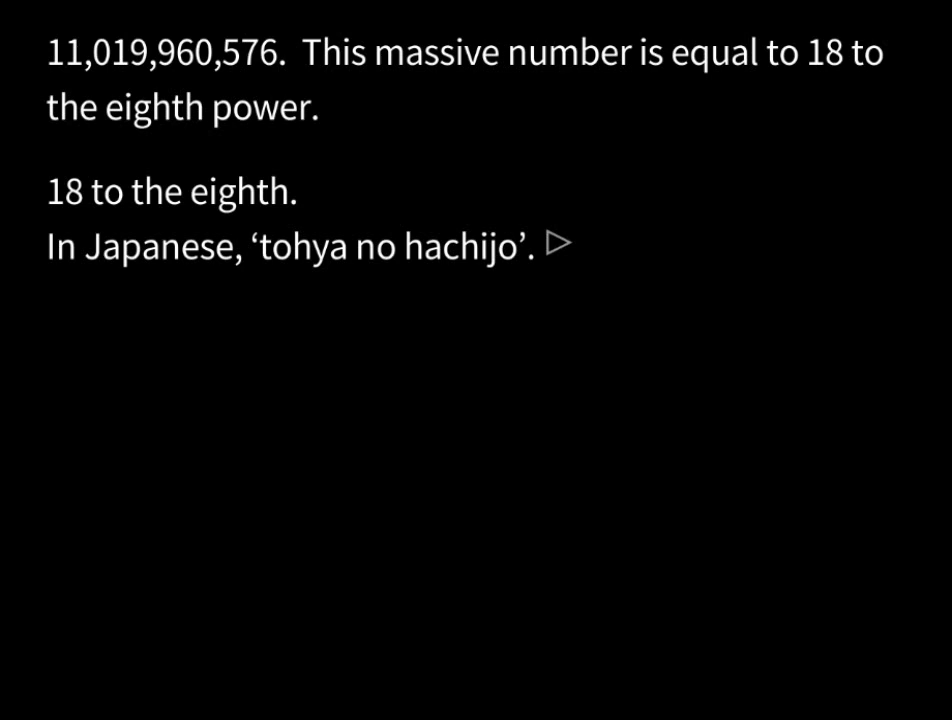 11,019,960,576.  This massive number is equal to 18 to
the eighth power.
18 to the eighth.
In Japanese, ‘tohya no hachijo’.